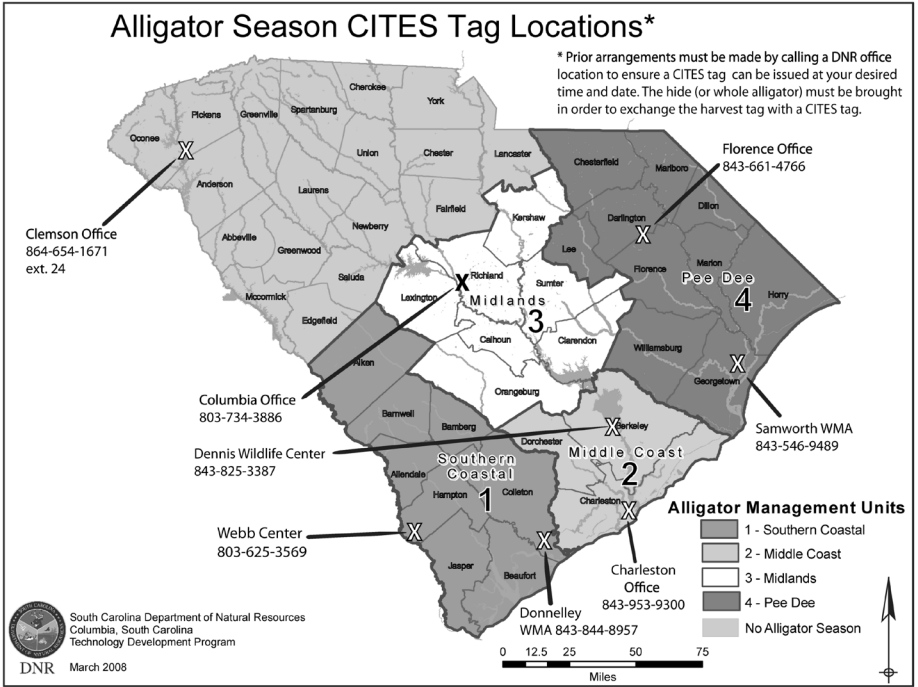 Alligator Season CITES Tag Locations*
* Prior arrangements must be made by calling a DNR office
location to ensure a CITES tag can be issued at your desired
time and date. The hide (or whole alligator) must be brought
in order to exchange the harvest tag with a CITES tag.
Cherokee
York
Spartanburg
Greenville
Pickens
Oconee
X
Anderson
Union
Chester
Lancaster
Laurens
Fairfield
Newberry
Abbeville
Greenwood
Saluda
Mccormick
Edgefield
Clemson Office
864-654-1671
ext. 24
Chesterfield
Marlboro
Dillon
Darlington
X
Lee
Florence
Marion
Pee Dee
4
Horry
Williamsburg
Georgetown
X
Florence Office
843-661-4766
Samworth WMA
843-546-9489
Kershaw
Richland
X
Lexington
Midlands
3
Sumter
Calhoun
Clarendon
Orangeburg
Columbia Office
803-734-3886
Dennis Wildlife Center
843-825-3387
Aiken
Barnwell
Bamberg
Allendale
Southern
Coastal
1
Hampton
Colleton
X
Jasper
Beaufort
X
Webb Center
803-625-3569
Donnelley
WMA 843-844-8957
Dorchester
X
Berkeley
Middle Coast
2
Charleston
X
Charleston
Office
843-953-9300
Alligator Management Units
1 - Southern Coastal
2 - Middle Coast
3 - Midlands
4 - Pee Dee
No Alligator Season
South Carolina Department of Natural Resources
Columbia, South Carolina
Technology Development Program
DNR
March 2008
0 12.5 25 50 75
Miles